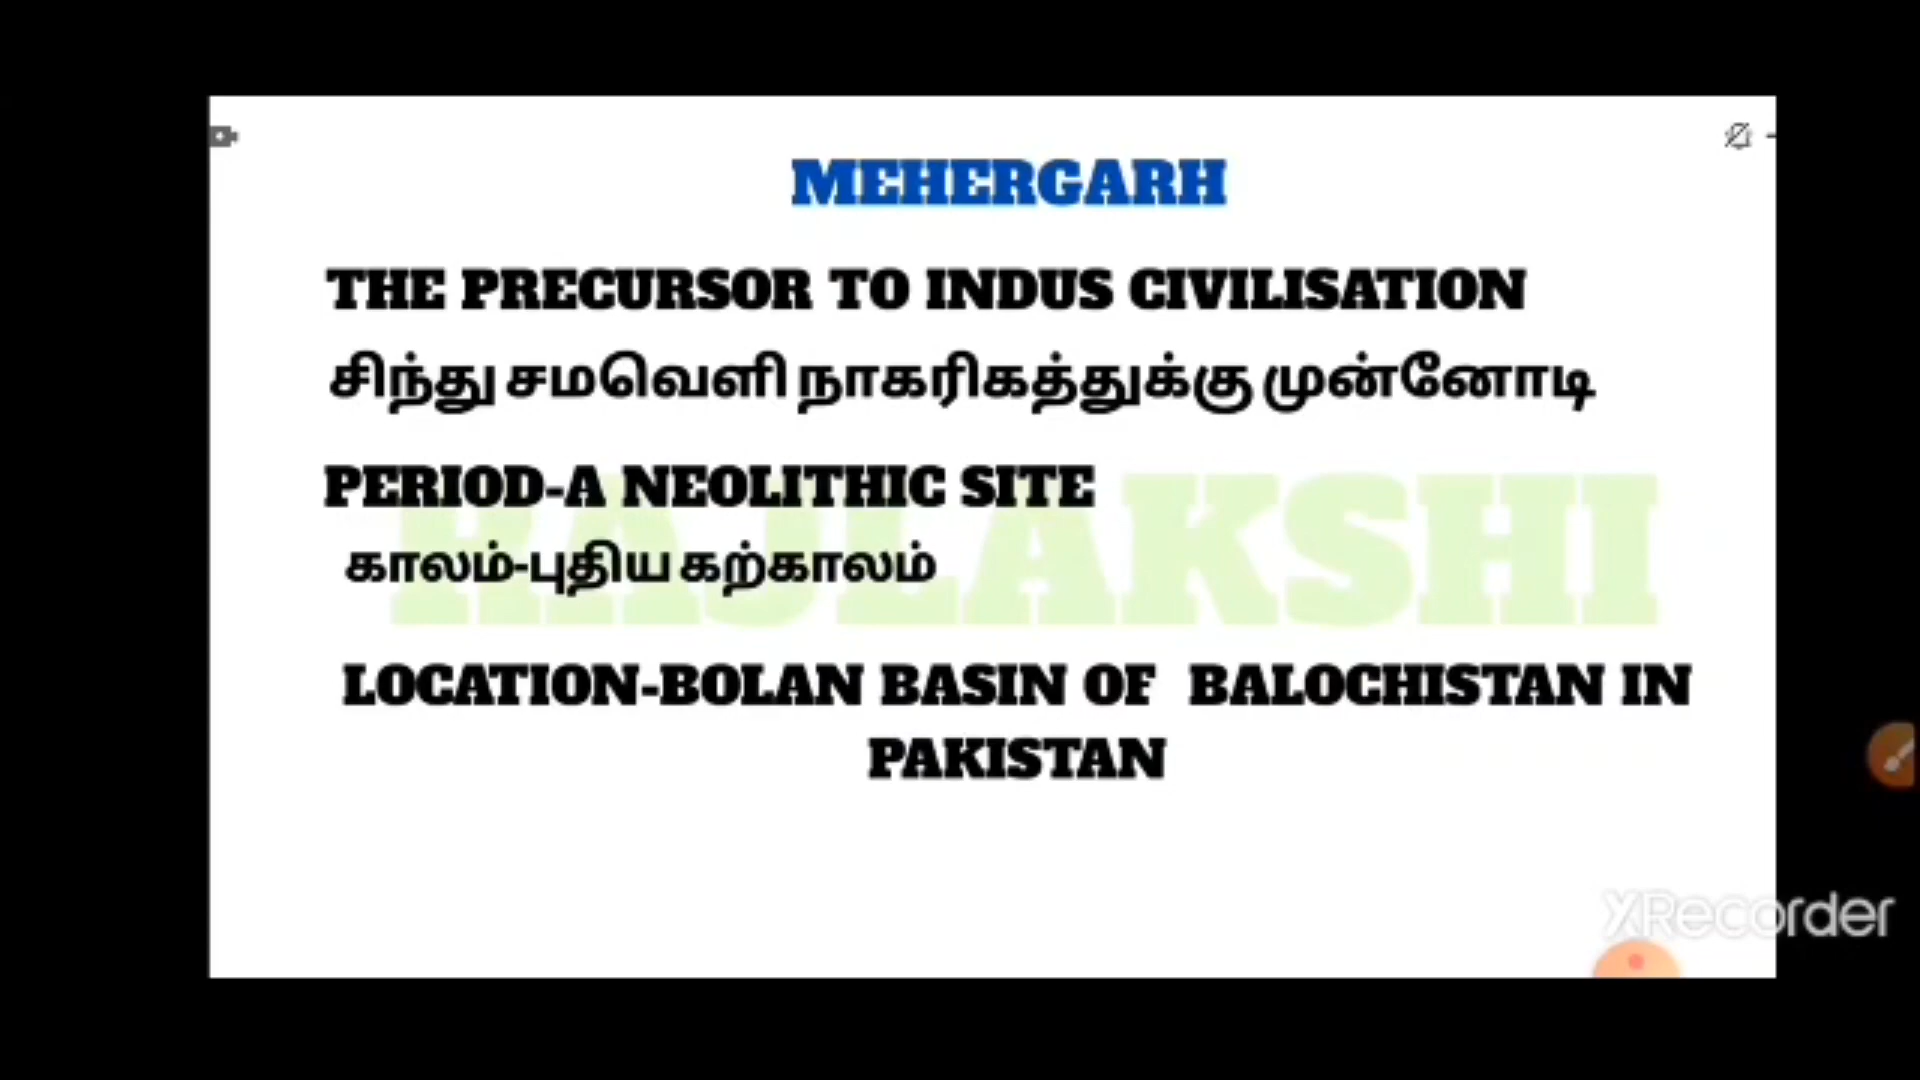 MEHERGARH
THE PRECURSOR TO INDUS CIVILISATION
சிந்து சமவெளி நாகரிகத்துக்கு முன்னோடி
PERIOD-A NEOLITHIC SITE
காலம்-புதிய கற்காலம்
RAJLAKSHI
LOCATION-BOLAN BASIN OF BALOCHISTAN IN
PAKISTAN
XRecorder